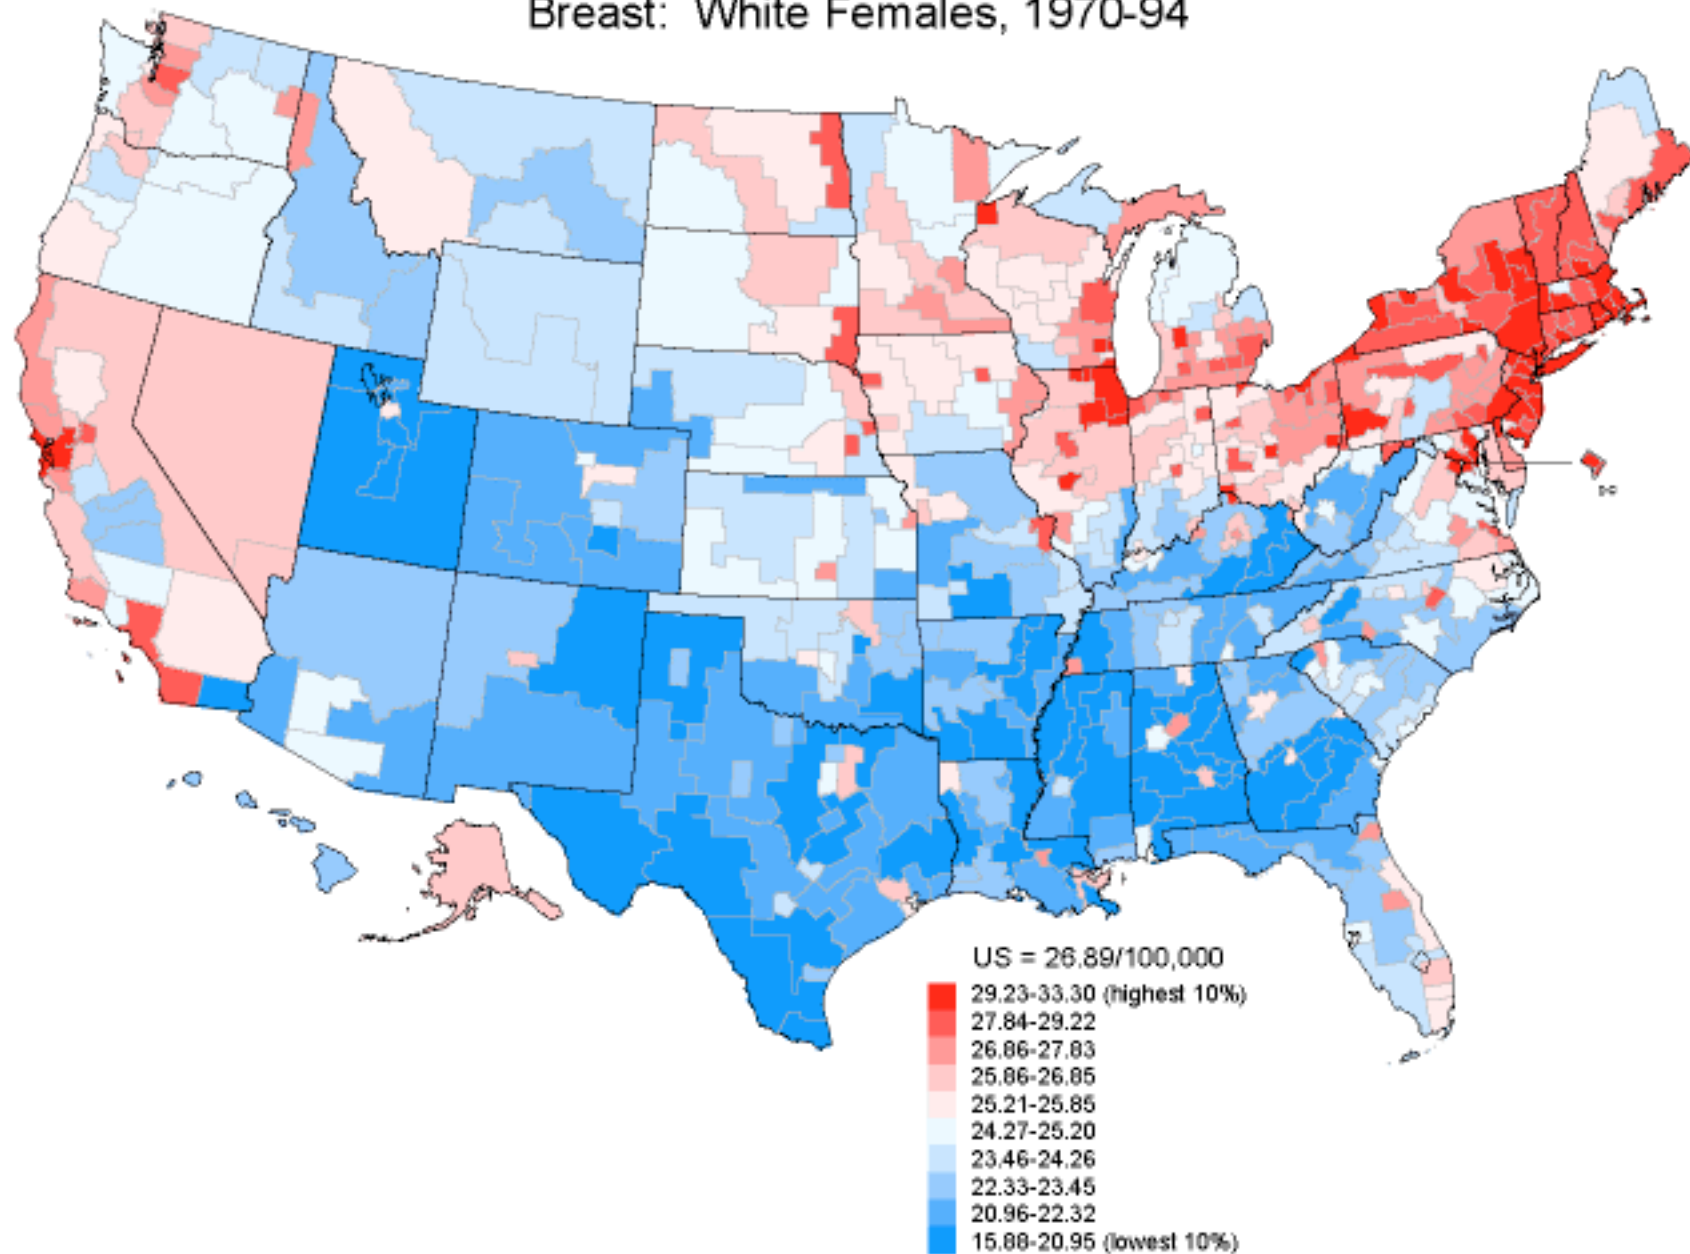 Breast: White Females, 1970-94
US = 26.89/100,000
29.23-33.30 (highest 10%)
27.84-29.22
26.86-27.83
25.86-26.85
25.21-25.85
24.27-25.20
23.46-24.26
22.33-23.45
20.96-22.32
15.88-20.95 (lowest 10%)